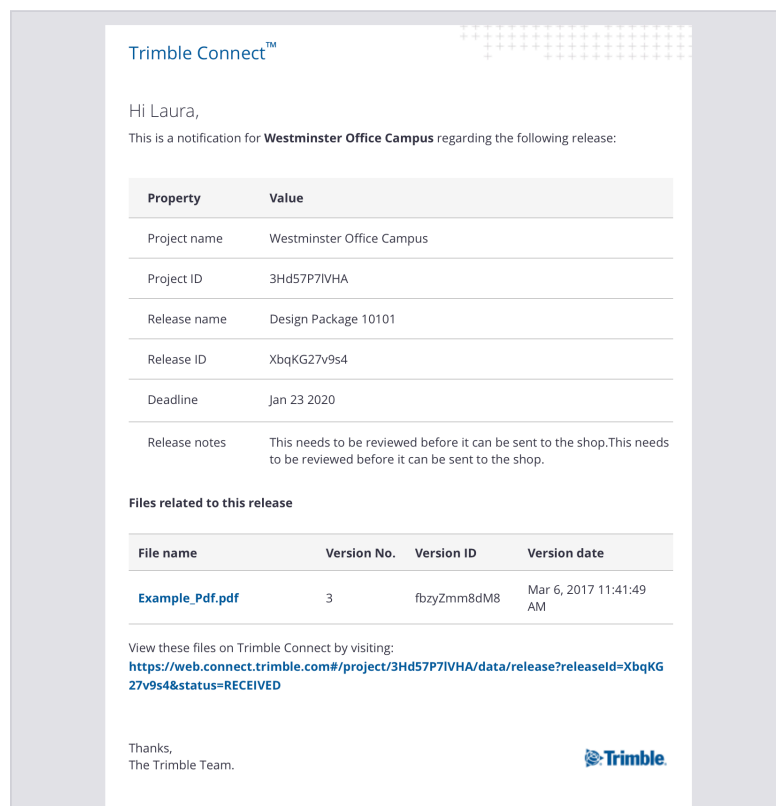 Trimble Connect™
Hi Laura,
This is a notification for Westminster Office Campus regarding the following release:
Property Value
Project name Westminster Office Campus
Project ID 3Hd57P7lVHA
Release name Design Package 10101
Release ID XbqKG27v9s4
Deadline Jan 23 2020
Release notes This needs to be reviewed before it can be sent to the shop.This needs
to be reviewed before it can be sent to the shop.
Files related to this release
File name Version No. Version ID Version date
Example_Pdf.pdf 3 fbzyZmm8dM8 Mar 6, 2017 11:41:49
AM
View these files on Trimble Connect by visiting:
https://web.connect.trimble.com#/project/3Hd57P7lVHA/data/release?releaseId=XbqKG
27v9s4&status=RECEIVED
Thanks,
The Trimble Team.
Trimble.